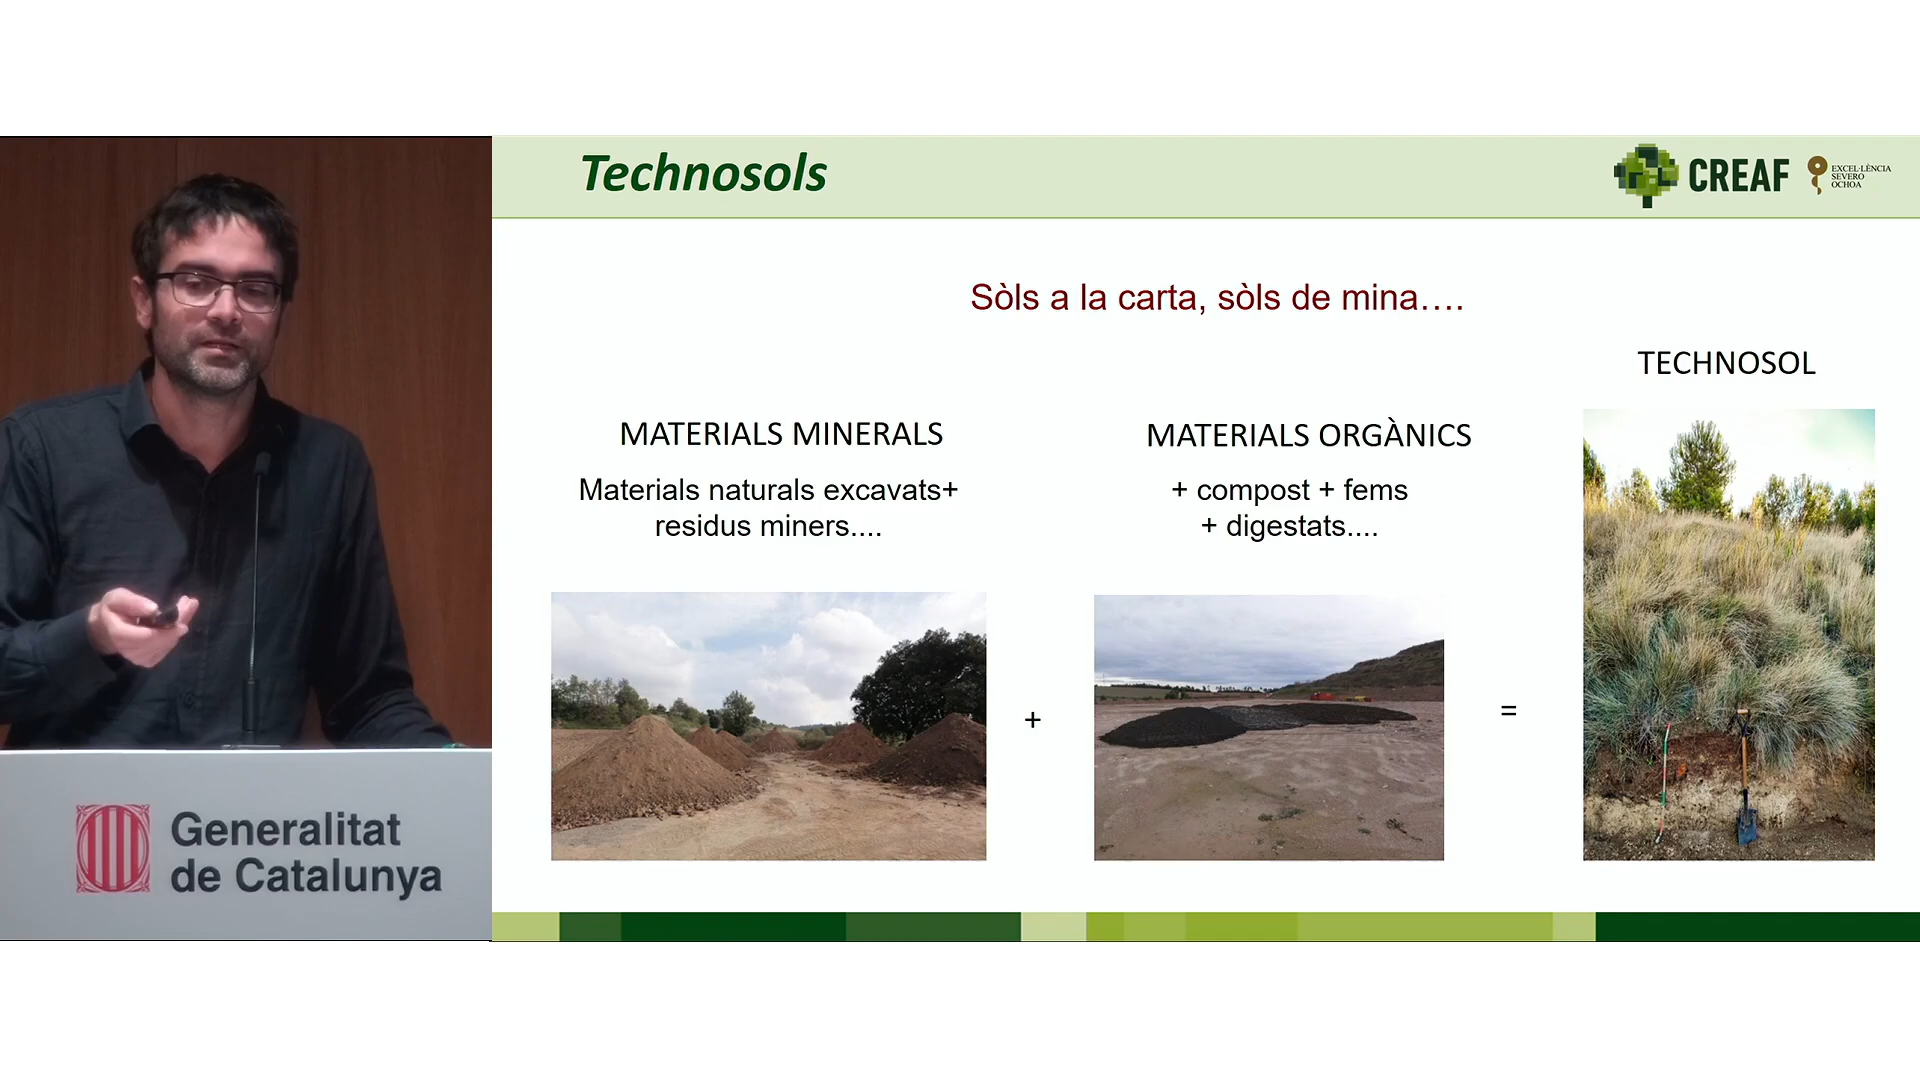 Technosols
CREAF
EXCEL·LÈNCIA
SEVERO
OCHOA
Sòls a la carta, sòls de mina….
TECHNOSOL
MATERIALS MINERALS
Materials naturals excavats+
residus miners....
MATERIALS ORGÀNICS
+ compost + fems
+ digestats....
+
=
Generalitat
de Catalunya